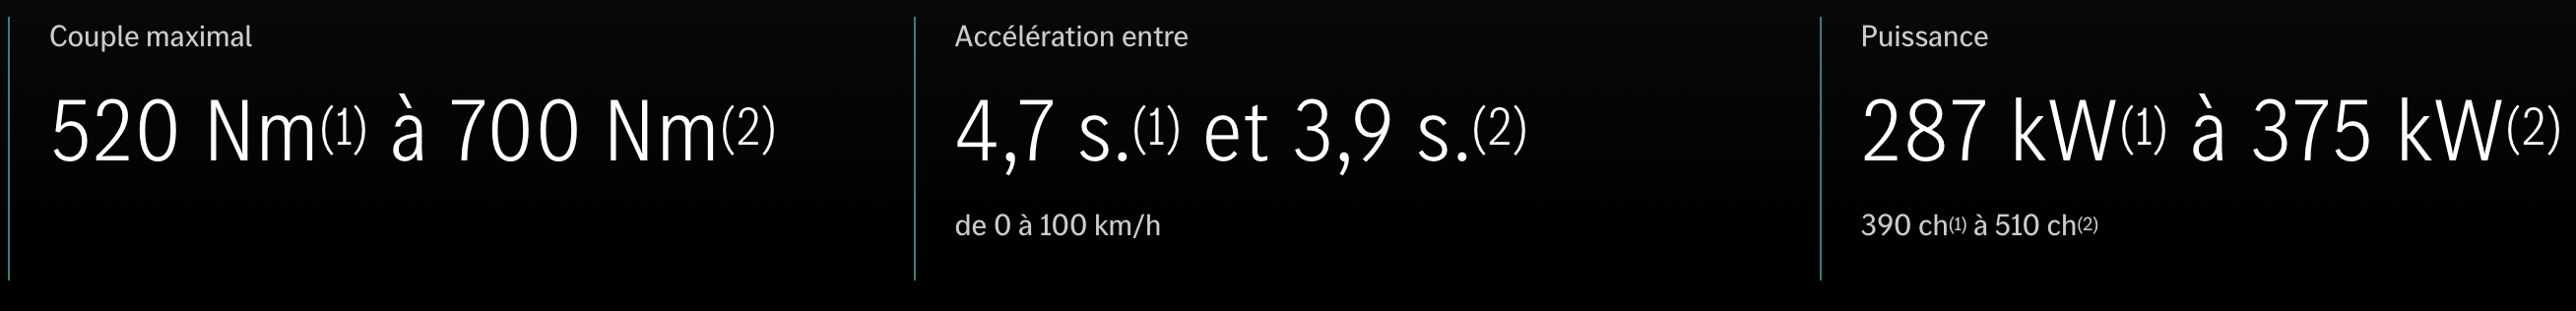 Couple maximal
520 Nm(1) à 700 Nm(2)
Accélération entre
4,7 s.(1) et 3,9 s.(2)
de 0 à 100 km/h
Puissance
287 kW(1) à 375 kW(2)
390 ch(1) à 510 ch(2)